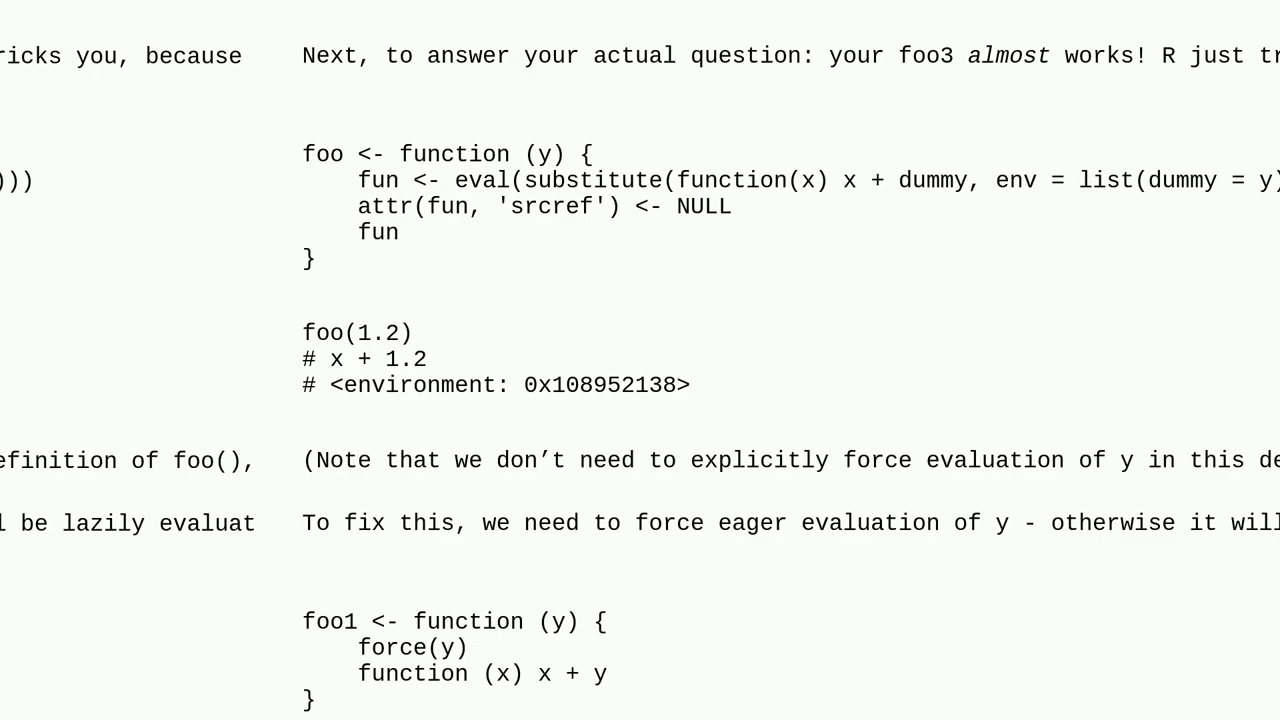 ricks you, because Next, to answer your actual question: your foo3 almost works! R just tr
foo <- function (y) {
))) fun <- eval(substitute(function(x) x + dummy, env = list(dummy = y)
attr(fun, 'srcref') <- NULL
fun
}
foo(1.2)
# x + 1.2
# <environment: 0x108952138>
efinition of foo(), (Note that we don’t need to explicitly force evaluation of y in this de
l be lazily evaluat To fix this, we need to force eager evaluation of y - otherwise it will
foo1 <- function (y) {
force(y)
function (x) x + y
}